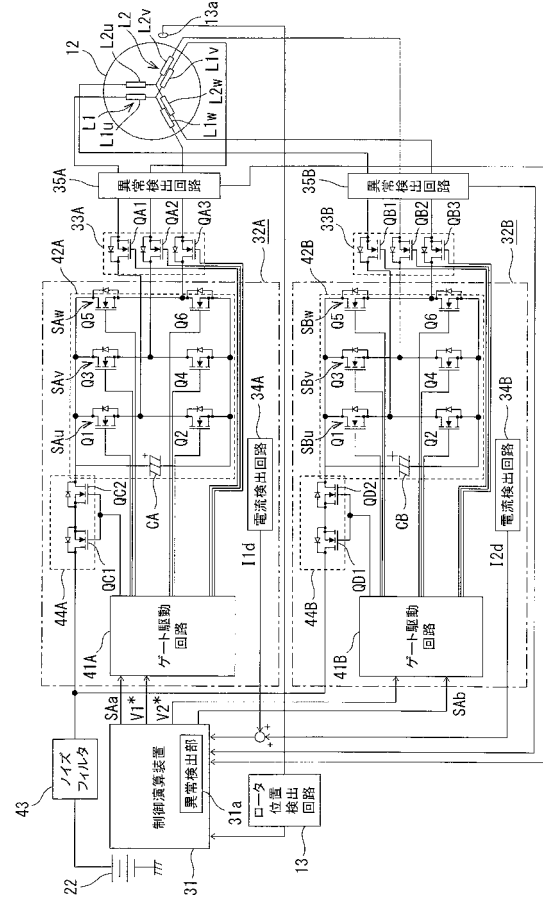 12
L2u
L1
L1u
L2
L2v
13a
L1v
L2w
L1w
35A
異常検出回路
35B
異常検出回路
33A
QA1
QA2
QA3
32A
33B
QB1
QB2
QB3
32B
42A
SAw
Q5
Q6
SAv
Q3
Q4
SAu
Q1
Q2
CA
34A
電流検出回路
42B
SBw
Q5
Q6
SBv
Q3
Q4
SBu
Q1
Q2
CB
34B
電流検出回路
44A
QC1
QC2
I1d
44B
QD1
QD2
I2d
41A
ゲート駆動
回路
41B
ゲート駆動
回路
SAa
V1*
V2*
SAb
+
+
43
ノイズ
フィルタ
22
制御演算装置
異常検出部
31a
31
ロータ
位置
検出
回路
13